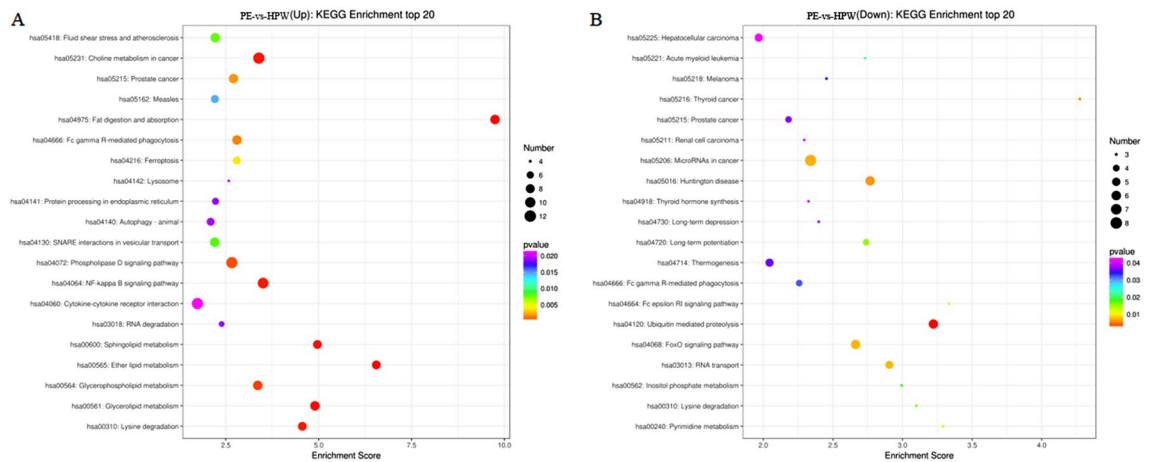 A
PE-vs-HPW(Up): KEGG Enrichment top 20
hsa05418: Fluid shear stress and atherosclerosis
hsa05231: Choline metabolism in cancer
hsa05215: Prostate cancer
hsa05162: Measles
hsa04975: Fat digestion and absorption
hsa04666: Fc gamma R-mediated phagocytosis
hsa04216: Ferroptosis
hsa04142: Lysosome
hsa04141: Protein processing in endoplasmic reticulum
hsa04140: Autophagy - animal
hsa04130: SNARE interactions in vesicular transport
hsa04072: Phospholipase D signaling pathway
hsa04064: NF-kappa B signaling pathway
hsa04060: Cytokine-cytokine receptor interaction
hsa03018: RNA degradation
hsa00600: Sphingolipid metabolism
hsa00565: Ether lipid metabolism
hsa00564: Glycerophospholipid metabolism
hsa00561: Glycerolipid metabolism
hsa00310: Lysine degradation
2.5
5.0
7.5
10.0
Enrichment Score
Number
4
6
8
10
12
pvalue
0.020
0.015
0.010
0.005
B
PE-vs-HPW(Down): KEGG Enrichment top 20
hsa05225: Hepatocellular carcinoma
hsa05221: Acute myeloid leukemia
hsa05218: Melanoma
hsa05216: Thyroid cancer
hsa05215: Prostate cancer
hsa05211: Renal cell carcinoma
hsa05206: MicroRNAs in cancer
hsa05016: Huntington disease
hsa04918: Thyroid hormone synthesis
hsa04730: Long-term depression
hsa04720: Long-term potentiation
hsa04714: Thermogenesis
hsa04666: Fc gamma R-mediated phagocytosis
hsa04664: Fc epsilon RI signaling pathway
hsa04120: Ubiquitin mediated proteolysis
hsa04068: FoxO signaling pathway
hsa03013: RNA transport
hsa00562: Inositol phosphate metabolism
hsa00310: Lysine degradation
hsa00240: Pyrimidine metabolism
2.0
2.5
3.0
3.5
4.0
Enrichment Score
Number
3
4
5
6
7
8
pvalue
0.04
0.03
0.02
0.01